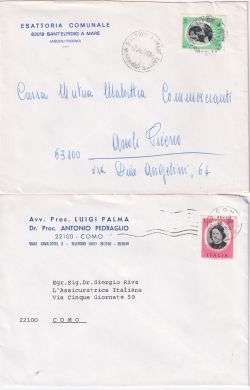 ESATTORIA COMUNALE
63019 SANT'ELPIDIO A MARE
(ASCOLI PICENO)
Cassa Mutua Malattia Commercianti
Ascoli Piceno
63100
via Dino Angelini, 64
Avv. Proc. LUIGI PALMA
Dr. Proc. ANTONIO PEDRAGLIO
22100 - COMO
ITALIA
Egr.Sig.Dr.Giorgio Riva
L'Assicuratrice Italiana
Via Cinque Giornate 59
22100 COMO